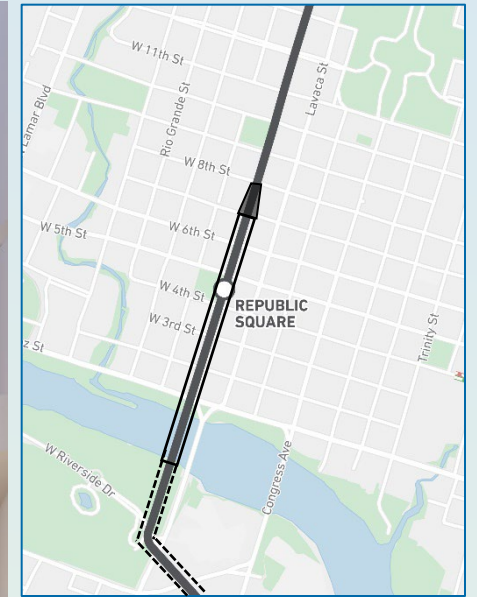 W 11th St
Lavaca St
Rio Grande St
Lamar Blvd
W 8th St
W 6th St
W 5th St
W 4th St
REPUBLIC
SQUARE
W 3rd St
Trinity St
z St
W Riverside Dr
Congress Ave